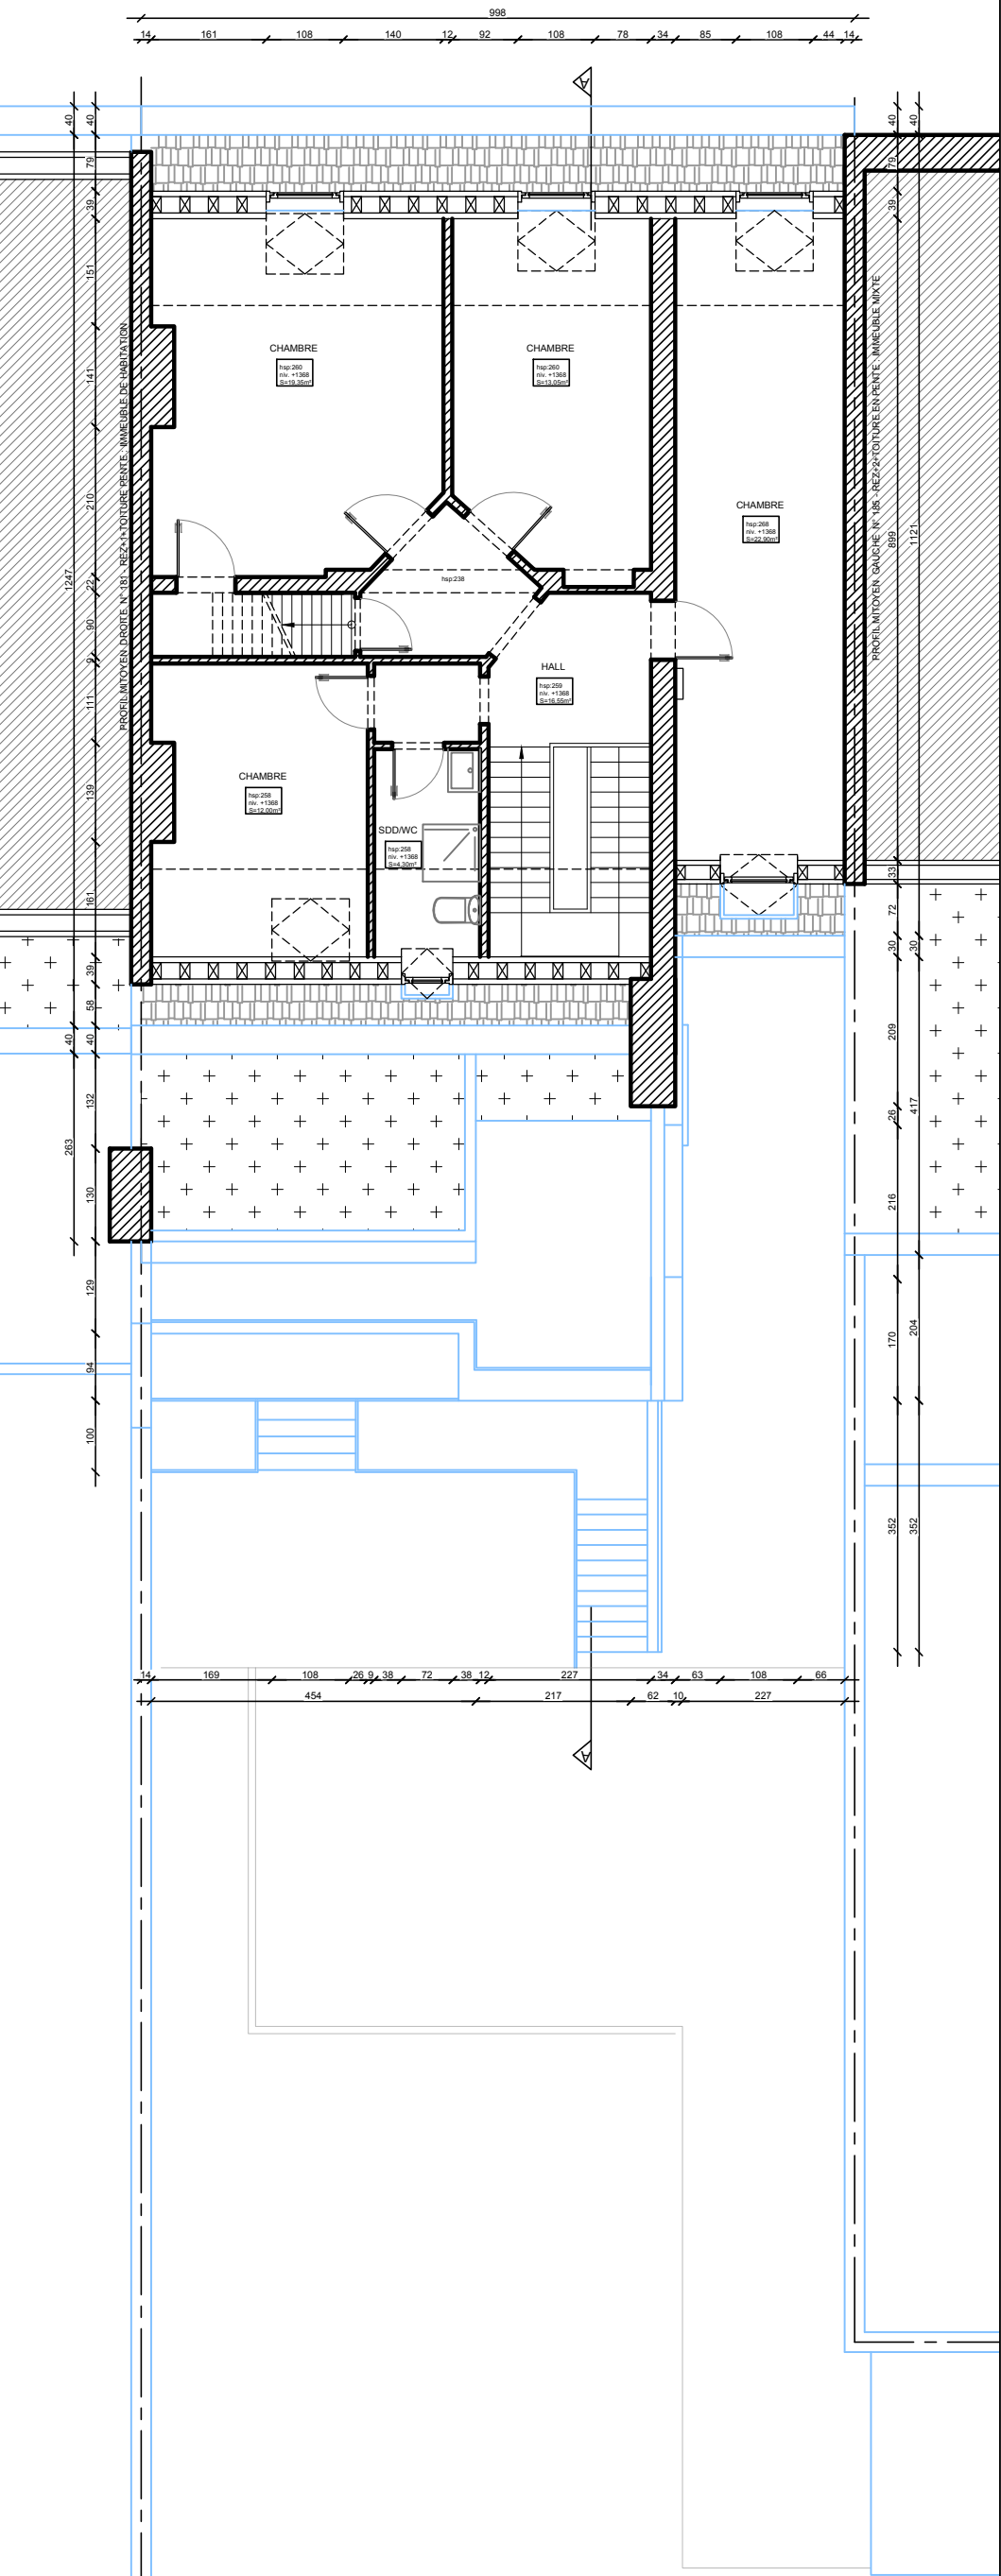 998
14 161 108 140 12 92 108 78 34 85 108 44 14
A
40 40
79
39
151
141
210
1247
22
90
9
111
139
161
39
58
40 40
132
263
130
129
94
100
PROFIL MITOYEN DROITE N° 181 : REZ+1+TOITURE PENTE : IMMEUBLE DE HABITATION
CHAMBRE
hsp:260
niv. +1368
S=19.35m²
CHAMBRE
hsp:260
niv. +1368
S=13.05m²
CHAMBRE
hsp:268
niv. +1368
S=22.90m²
hsp:238
HALL
hsp:259
niv. +1368
S=16.55m²
CHAMBRE
hsp:258
niv. +1368
S=12.00m²
SDD/WC
hsp:258
niv. +1368
S=4.30m²
PROFIL MITOYEN GAUCHE N° 185 - REZ+2+TOITURE EN PENTE : IMMEUBLE MIXTE
40 40
79
39
899
1121
33
72
30 30
209
26
417
216
170
204
352 352
14 169 108 26 9 38 72 38 12 227 34 63 108 66
454 217 62 10 227
A